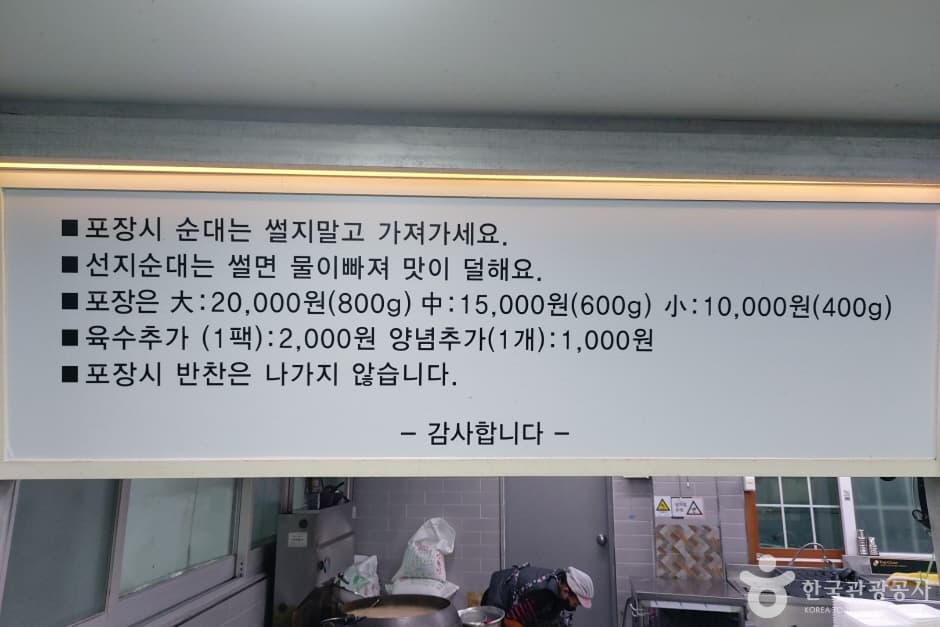 ■ 포장시 순대는 썰지말고 가져가세요.
■ 선지순대는 썰면 물이빠져 맛이 덜해요.
■ 포장은 大:20,000원(800g) 中:15,000원(600g) 小:10,000원(400g)
■ 육수추가 (1팩):2,000원 양념추가(1개):1,000원
■ 포장시 반찬은 나가지 않습니다.
– 감사합니다 –
한국관광공사